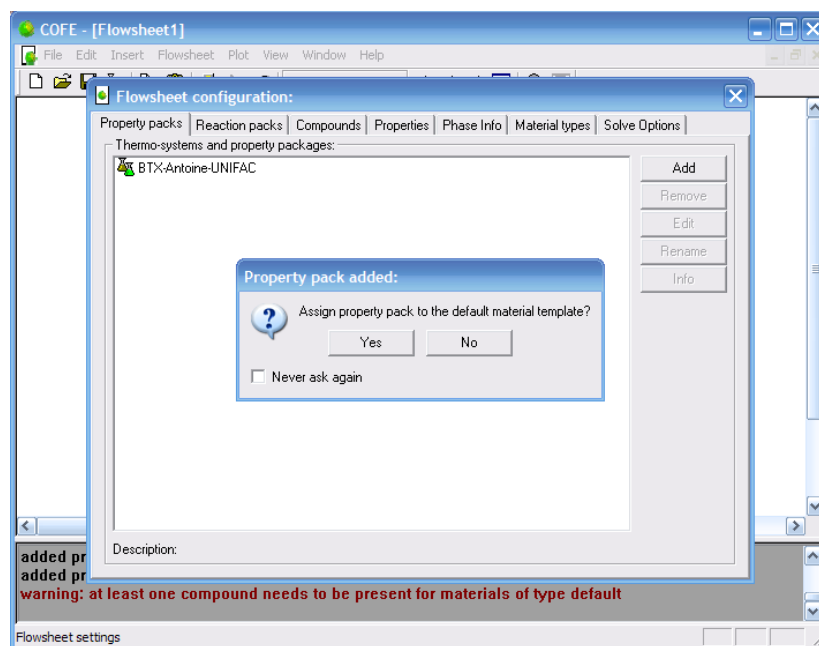 COFE - [Flowsheet1]
File Edit Insert Flowsheet Plot View Window Help
Flowsheet configuration:
Property packs Reaction packs Compounds Properties Phase Info Material types Solve Options
Thermo-systems and property packages:
BTX-Antoine-UNIFAC
Add
Remove
Edit
Rename
Info
Property pack added:
Assign property pack to the default material template?
Yes No
Never ask again
Description:
added pr
added pr
warning: at least one compound needs to be present for materials of type default
Flowsheet settings